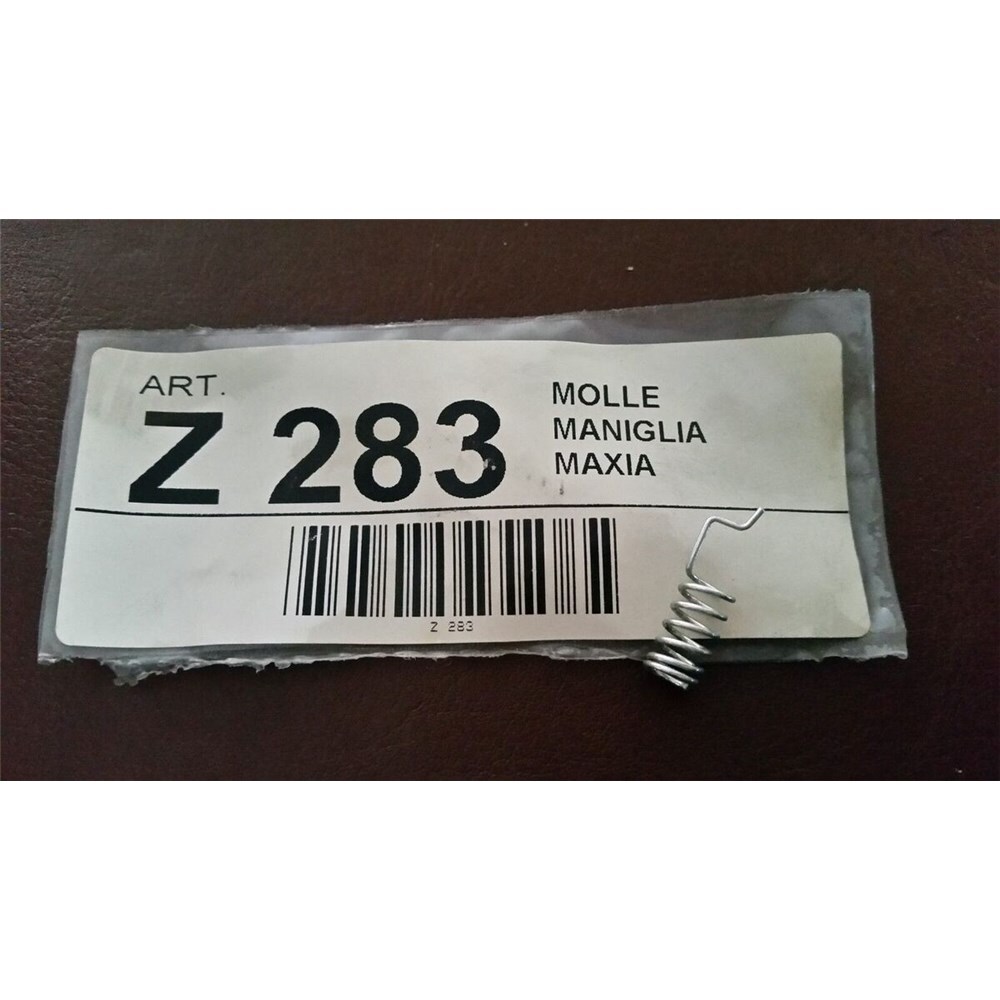 ART.
Z 283
MOLLE
MANIGLIA
MAXIA
Z 283